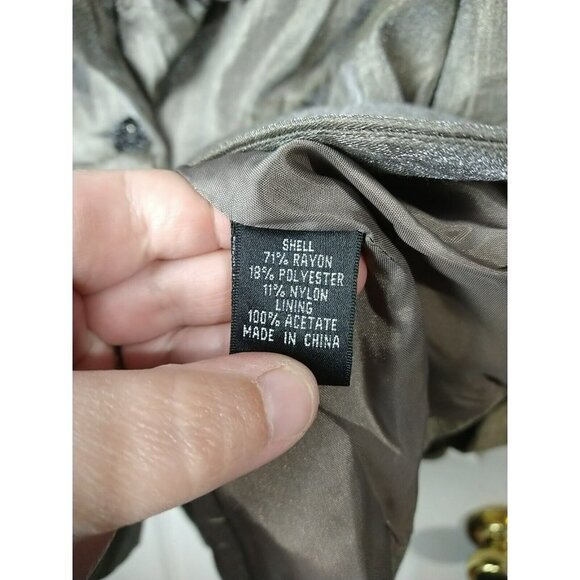 SHELL
71% RAYON
18% POLYESTER
11% NYLON
LINING
100% ACETATE
MADE IN CHINA